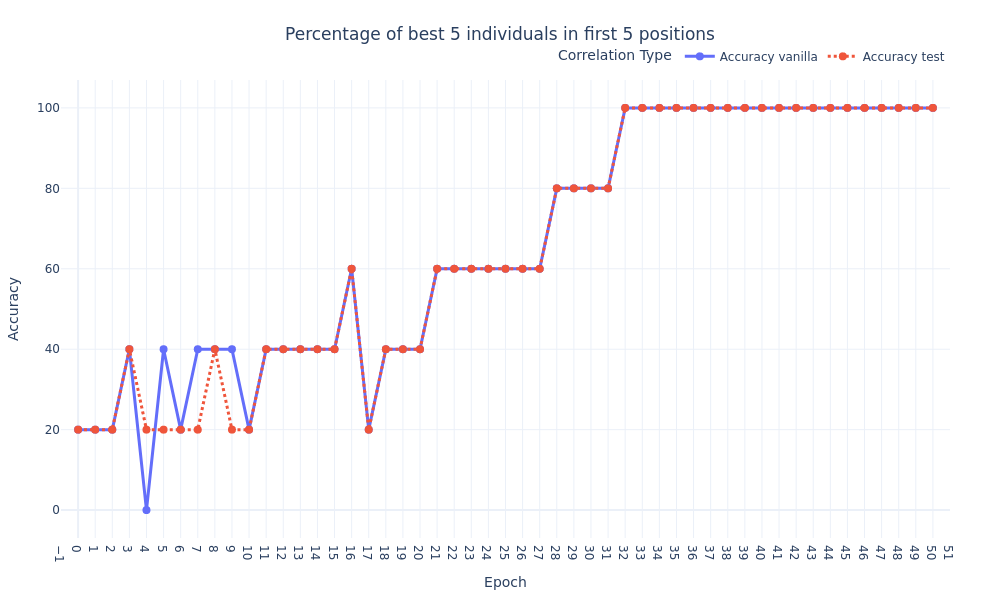 Percentage of best 5 individuals in first 5 positions
Correlation Type Accuracy vanilla Accuracy test
100
80
60
40
20
0
Accuracy
−1 0 1 2 3 4 5 6 7 8 9 10 11 12 13 14 15 16 17 18 19 20 21 22 23 24 25 26 27 28 29 30 31 32 33 34 35 36 37 38 39 40 41 42 43 44 45 46 47 48 49 50 51
Epoch